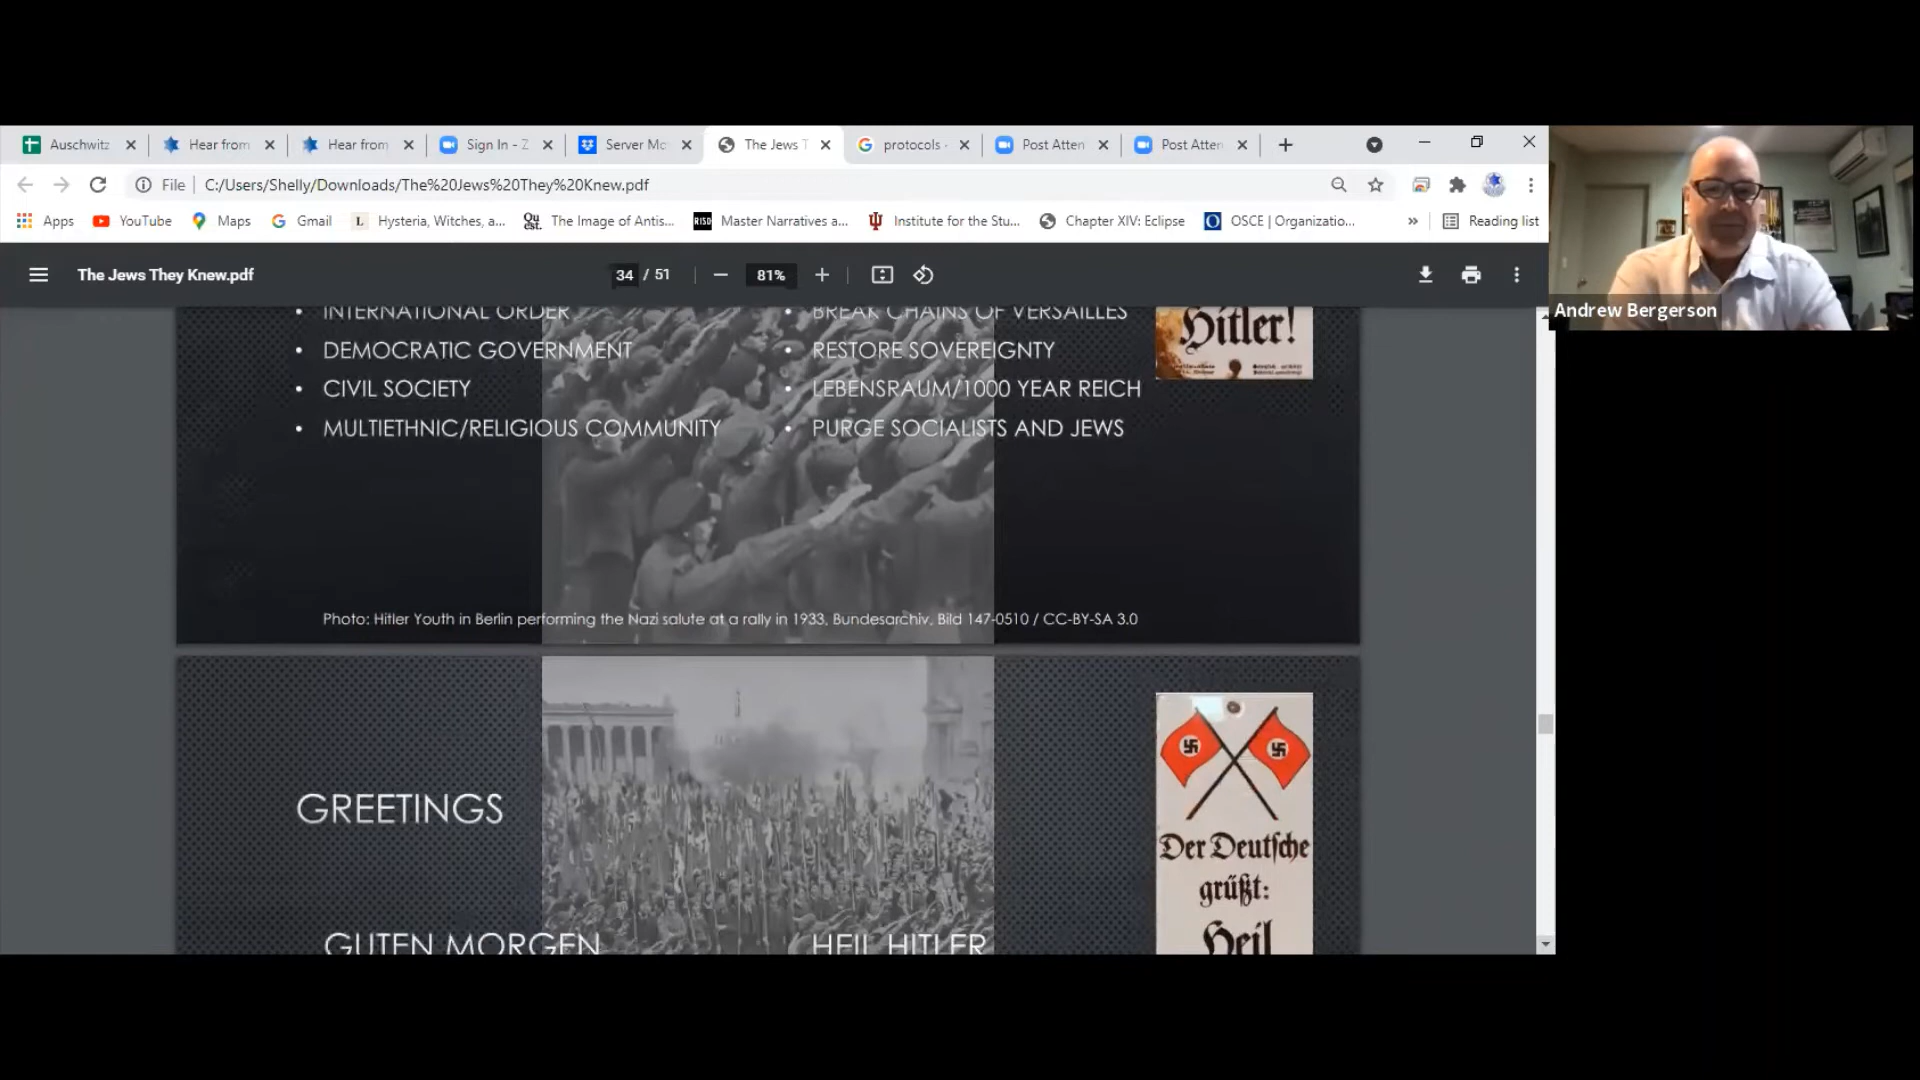 Auschwitz
Hear from
Hear from
Sign In - Z
Server Mo
The Jews T
protocols -
Post Atten
Post Atten
File
C:/Users/Shelly/Downloads/The%20Jews%20They%20Knew.pdf
Apps
YouTube
Maps
Gmail
L
Hysteria, Witches, a...
Qu
est.
The Image of Antis...
RISD
Master Narratives a...
Institute for the Stu...
Chapter XIV: Eclipse
OSCE | Organizatio...
»
Reading list
The Jews They Knew.pdf
34 / 51
81%
Andrew Bergerson
• INTERNATIONAL ORDER
• DEMOCRATIC GOVERNMENT
• CIVIL SOCIETY
• MULTIETHNIC/RELIGIOUS COMMUNITY
• BREAK CHAINS OF VERSAILLES
• RESTORE SOVEREIGNTY
• LEBENSRAUM/1000 YEAR REICH
• PURGE SOCIALISTS AND JEWS
Hitler!
Photo: Hitler Youth in Berlin performing the Nazi salute at a rally in 1933, Bundesarchiv, Bild 147-0510 / CC-BY-SA 3.0
GREETINGS
GUTEN MORGEN
HEIL HITLER
Der Deutſche
grüßt:
Heil